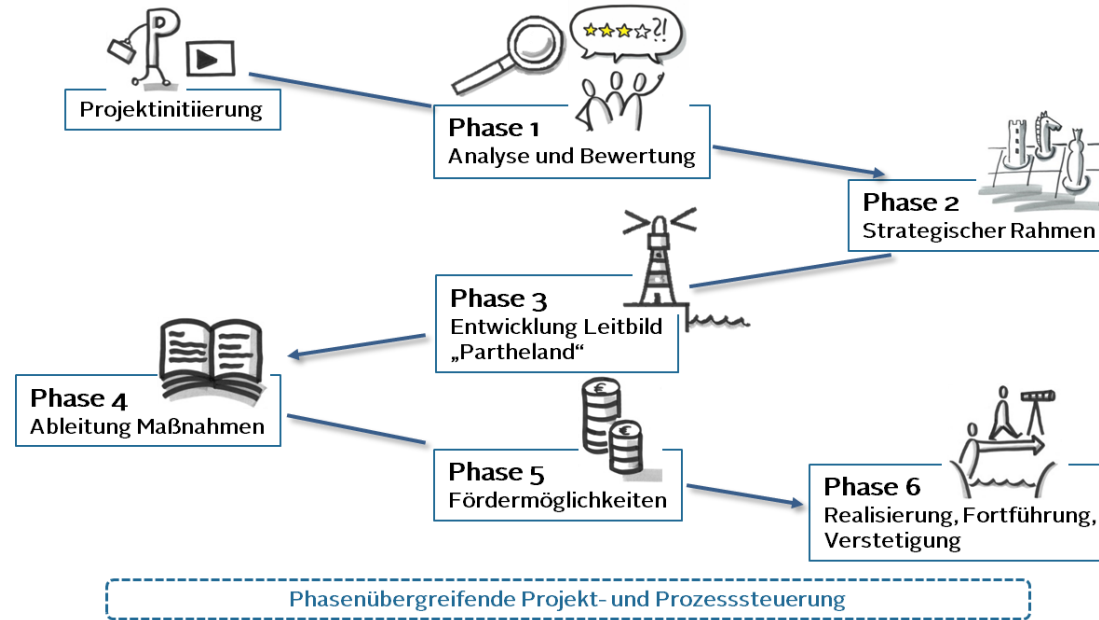 Projektinitiierung
?!
Phase 1
Analyse und Bewertung
Phase 2
Strategischer Rahmen
Phase 3
Entwicklung Leitbild
„Partheland“
Phase 4
Ableitung Maßnahmen
€
€
Phase 5
Fördermöglichkeiten
Phase 6
Realisierung, Fortführung,
Verstetigung
Phasenübergreifende Projekt- und Prozesssteuerung